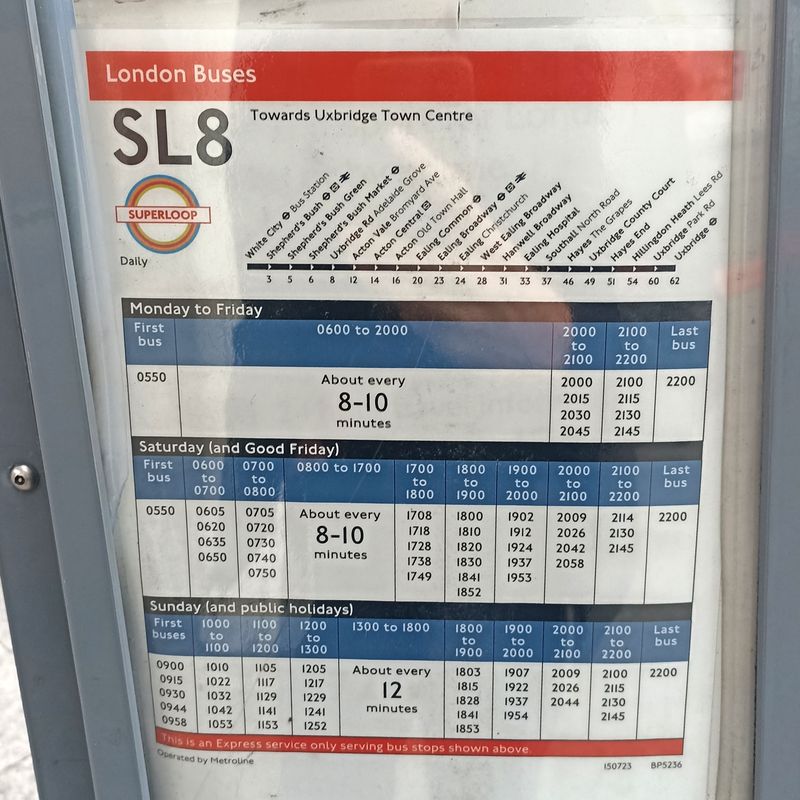 London Buses
SL8
Towards Uxbridge Town Centre
SUPERLOOP
Daily
White City Bus Station
Shepherd's Bush
Shepherd's Bush Green
Shepherd's Bush Market
Uxbridge Rd Adelaide Grove
Acton Vale Bromyard Ave
Acton Central
Acton Old Town Hall
Ealing Common
Ealing Broadway
Ealing Christchurch
West Ealing Broadway
Hanwell Broadway
Ealing Hospital
Southall North Road
Hayes The Grapes
Uxbridge County Court
Hayes End
Hillingdon Heath Lees Rd
Uxbridge Park Rd
Uxbridge
3 5 6 8 12 14 16 20 23 24 28 31 33 37 46 49 51 54 60 62
Monday to Friday
First bus 0600 to 2000 2000 to 2100 2100 to 2200 Last bus
0550 About every 8-10 minutes 2000 2100 2200
2015 2115
2030 2130
2045 2145
Saturday (and Good Friday)
First bus 0600 to 0700 0700 to 0800 0800 to 1700 1700 to 1800 1800 to 1900 1900 to 2000 2000 to 2100 2100 to 2200 Last bus
0550 0605 0705 About every 8-10 minutes 1708 1800 1902 2009 2114 2200
0620 0720 1718 1810 1912 2026 2130
0635 0730 1728 1820 1924 2042 2145
0650 0740 1738 1830 1937 2058
0750 1749 1841 1953
1852
Sunday (and public holidays)
First buses 1000 to 1100 1100 to 1200 1200 to 1300 1300 to 1800 1800 to 1900 1900 to 2000 2000 to 2100 2100 to 2200 Last bus
0900 1010 1105 1205 About every 12 minutes 1803 1907 2009 2100 2200
0915 1022 1117 1217 1815 1922 2026 2115
0930 1032 1129 1229 1828 1937 2044 2130
0944 1042 1141 1241 1841 1954 2145
0958 1053 1153 1252 1853
This is an Express service only serving bus stops shown above.
Operated by Metroline
150723 BP5236